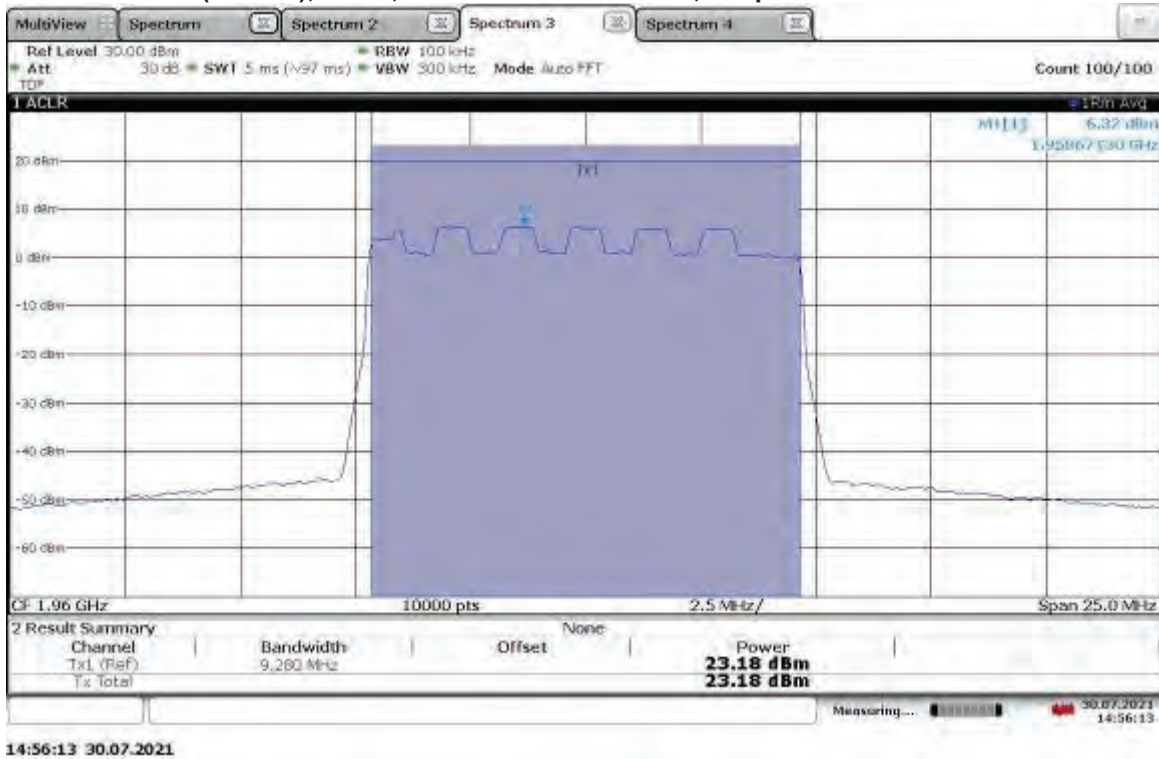 MultiView Spectrum Spectrum 2 Spectrum 3 Spectrum 4
Ref Level 30.00 dBm RBW 100 kHz
Att 30 dB SWT 5 ms (~97 ms) VBW 300 kHz Mode Auto FFT Count 100/100
TDF
1 ACLR 1Rm Avg
M1[1] 6.32 dBm
GHz
Tx1
20 dBm
10 dBm
0 dBm
-10 dBm
-20 dBm
-30 dBm
-40 dBm
-50 dBm
-60 dBm
CF 1.96 GHz 10000 pts 2.5 MHz/ Span 25.0 MHz
2 Result Summary None
Channel Bandwidth Offset Power
Tx1 (Ref) 9.280 MHz 23.18 dBm
Tx Total 23.18 dBm
Measuring.... 30.07.2021
14:56:13
14:56:13 30.07.2021